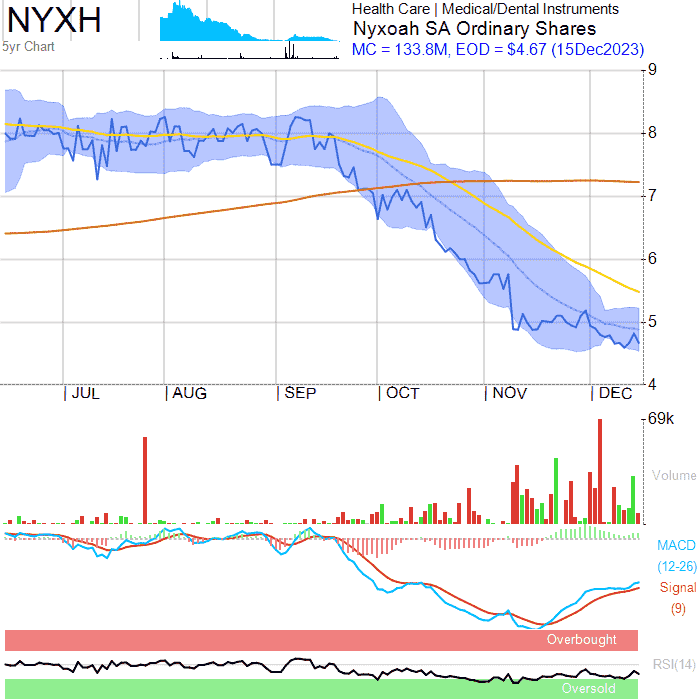 NYXH
5yr Chart
Health Care | Medical/Dental Instruments
Nyxoah SA Ordinary Shares
MC = 133.8M, EOD = $4.67 (15Dec2023)
9
8
7
6
5
4
JUL AUG SEP OCT NOV DEC
69k
Volume
MACD
(12-26)
Signal
(9)
Overbought
RSI(14)
Oversold